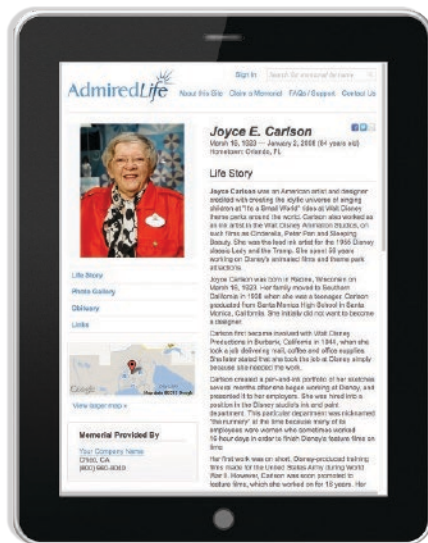 AdmiredLife
Sign In
Search for memorial by name
About this Site
Claim a Memorial
FAQs / Support
Contact Us
Joyce E. Carlson
March 16, 1923 — January 2, 2008 (84 years old)
Hometown: Orlando, FL
Life Story
Joyce Carlson was an American artist and designer
credited with creating the idyllic universe of singing
children at "It's a Small World" rides at Walt Disney
theme parks around the world. Carlson also worked as
an ink artist in the Walt Disney Animation Studios, on
such films as Cinderella, Peter Pan and Sleeping
Beauty. She was the lead ink artist for the 1955 Disney
classic Lady and the Tramp. She spent 56 years
working on Disney's animated films and theme park
attractions.
Joyce Carlson was born in Racine, Wisconsin on
March 16, 1923. Her family moved to Southern
California in 1938 when she was a teenager. Carlson
graduated from Santa Monica High School in Santa
Monica, California. She initially did not want to become
a designer.
Carlson first became involved with Walt Disney
Productions in Burbank, California in 1944, when she
took a job delivering mail, coffee and office supplies.
She later stated that she took the job at Disney simply
because she needed the work.
Carlson created a pen-and-ink portfolio of her sketches
several months after she began working at Disney, and
presented it to her employers. She was hired into a
position in the Disney studio's ink and paint
department. This particular department was nicknamed
"the nunnery" at the time because many of its
employees were women who sometimes worked
16 hour days in order to finish Disney's feature films on
time.
Her first work was on short, Disney-produced training
films made for the United States Army during World
War II. However, Carlson was soon promoted to
feature films, which she worked on for 16 years. Her
Life Story
Photo Gallery
Obituary
Links
Google
View larger map »
Memorial Provided By
Your Company Name
Chico, CA